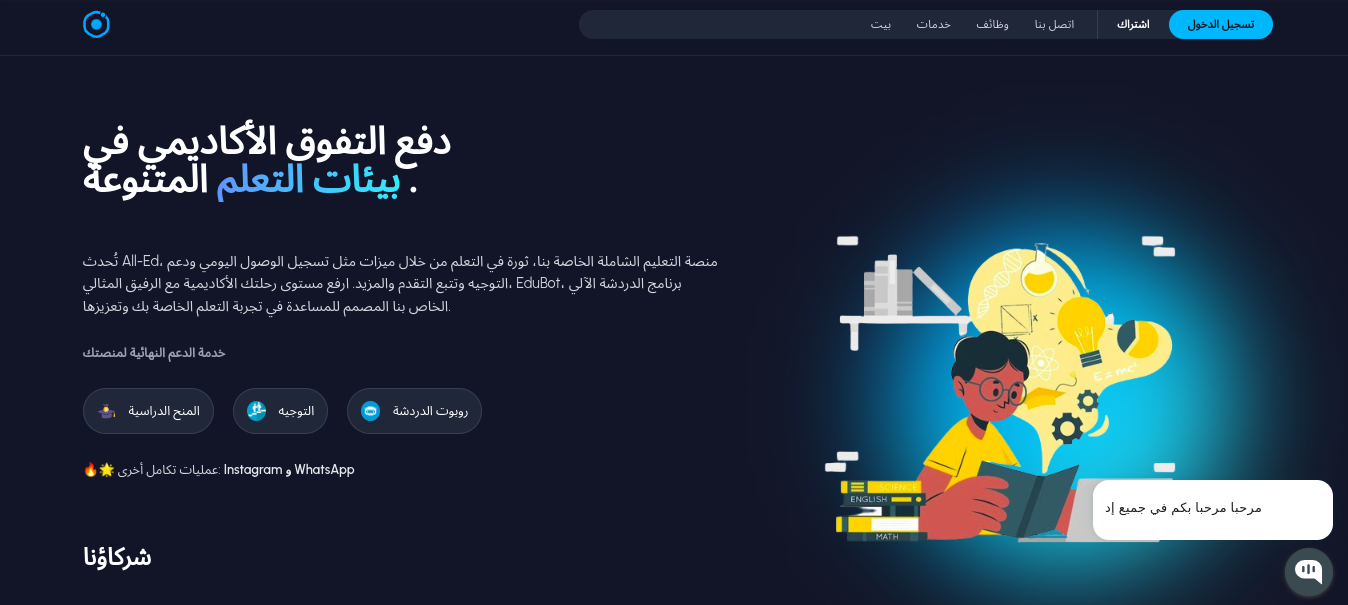 بيت
خدمات
وظائف
اتصل بنا
اشتراك
تسجيل الدخول
دفع التفوق الأكاديمي في
بيئات التعلم المتنوعة .
تُحدث All-Ed، منصة التعليم الشاملة الخاصة بنا، ثورة في التعلم من خلال ميزات مثل تسجيل الوصول اليومي ودعم
التوجيه وتتبع التقدم والمزيد. ارفع مستوى رحلتك الأكاديمية مع الرفيق المثالي، EduBot، برنامج الدردشة الآلي
الخاص بنا المصمم للمساعدة في تجربة التعلم الخاصة بك وتعزيزها.
خدمة الدعم النهائية لمنصتك
المنح الدراسية
التوجيه
روبوت الدردشة
🔥🌟 عمليات تكامل أخرى: Instagram و WhatsApp
E=mc²
SCIENCE
ENGLISH
MATH
شركاؤنا
مرحبا مرحبا بكم في جميع إد